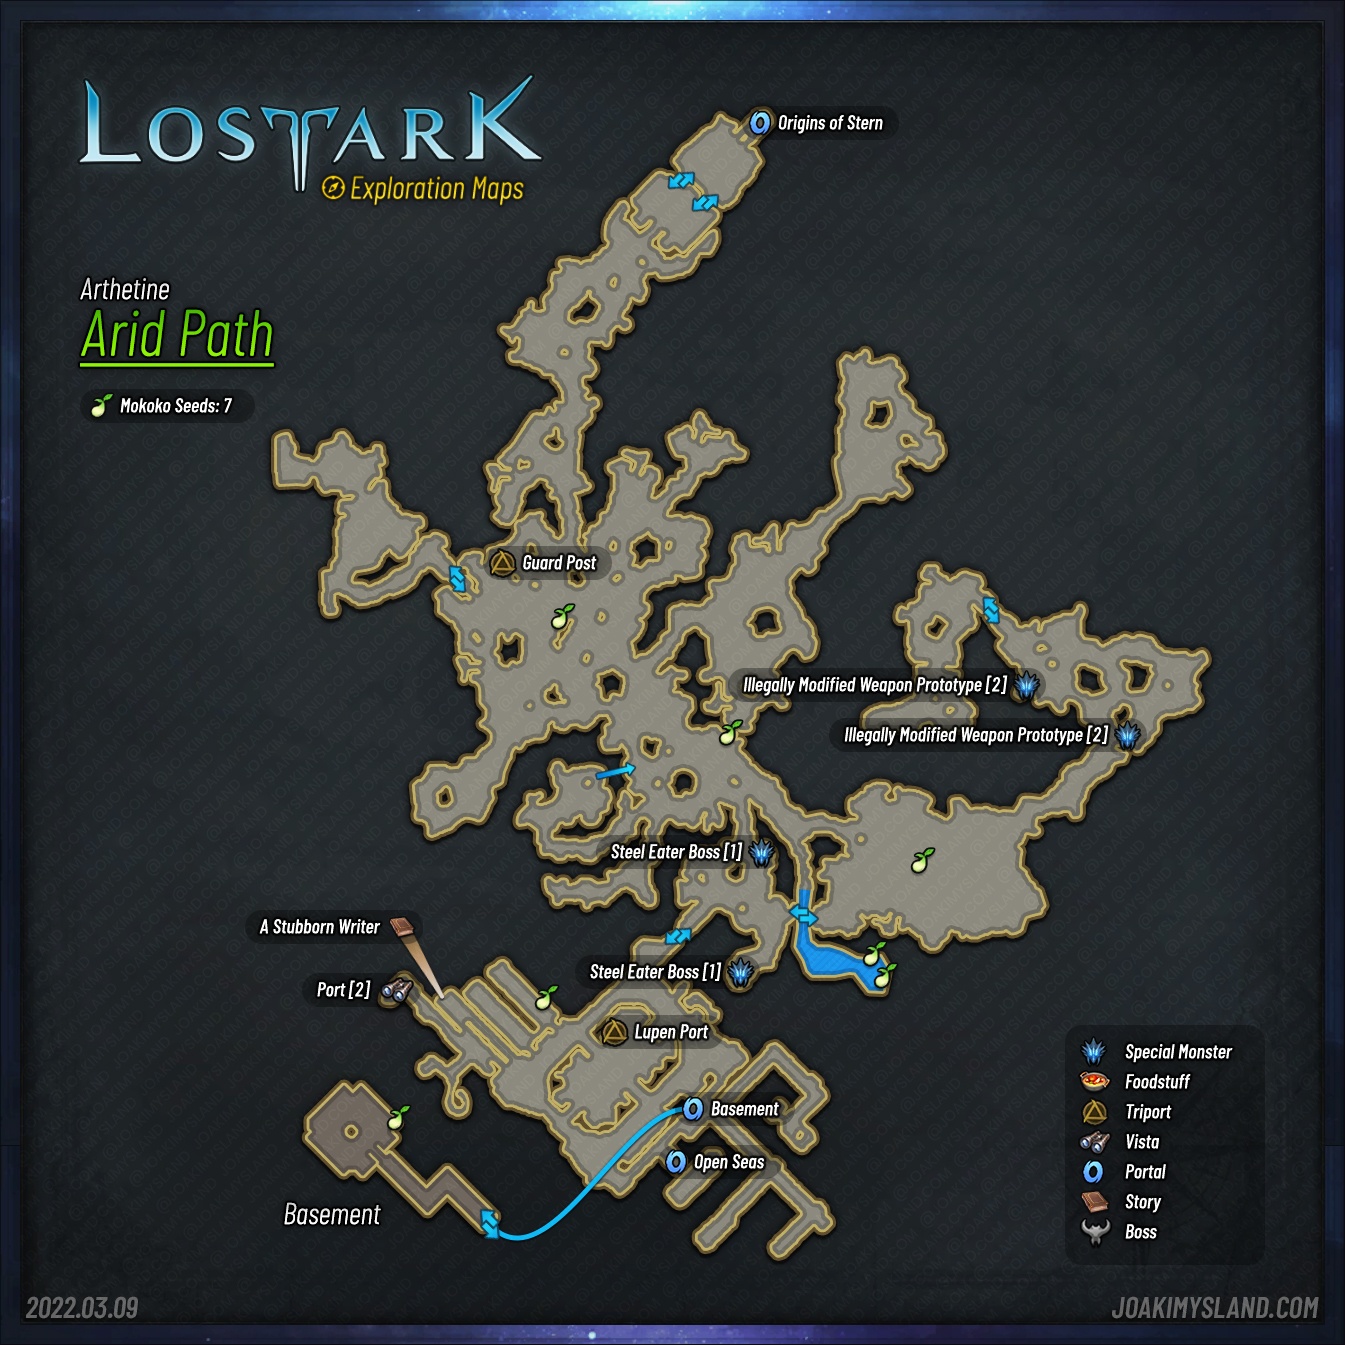 LOSTARK
Exploration Maps
Origins of Stern
Arthetine
Arid Path
Mokoko Seeds: 7
Guard Post
Illegally Modified Weapon Prototype [2]
Illegally Modified Weapon Prototype [2]
Steel Eater Boss [1]
A Stubborn Writer
Steel Eater Boss [1]
Port [2]
Lupen Port
Basement
Open Seas
Basement
Special Monster
Foodstuff
Triport
Vista
Portal
Story
Boss
2022.03.09
JOAKIMYSLAND.COM